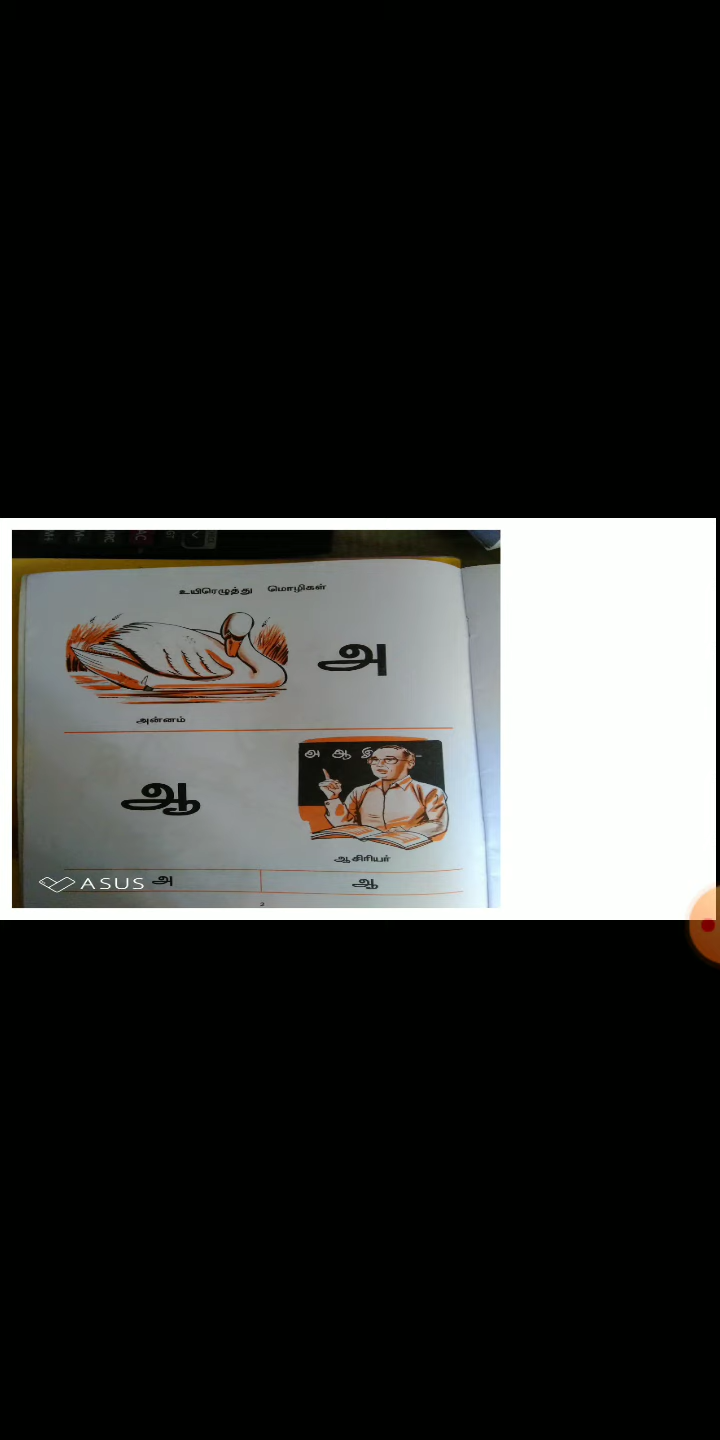 உயிரெழுத்து மொழிகள்
அ
அன்னம்
ஆ
அ ஆ இ
ஆசிரியர்
ASUS
அ ஆ